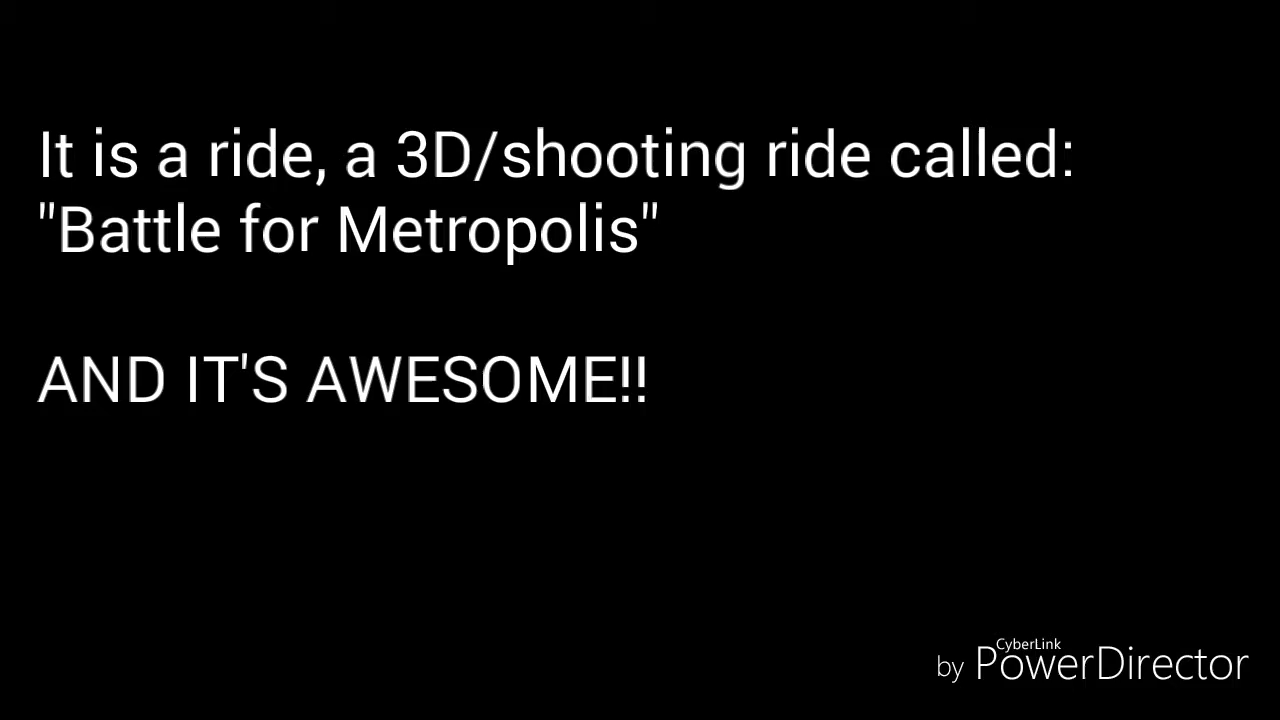 It is a ride, a 3D/shooting ride called:
"Battle for Metropolis"
AND IT'S AWESOME!!
CyberLink
by PowerDirector